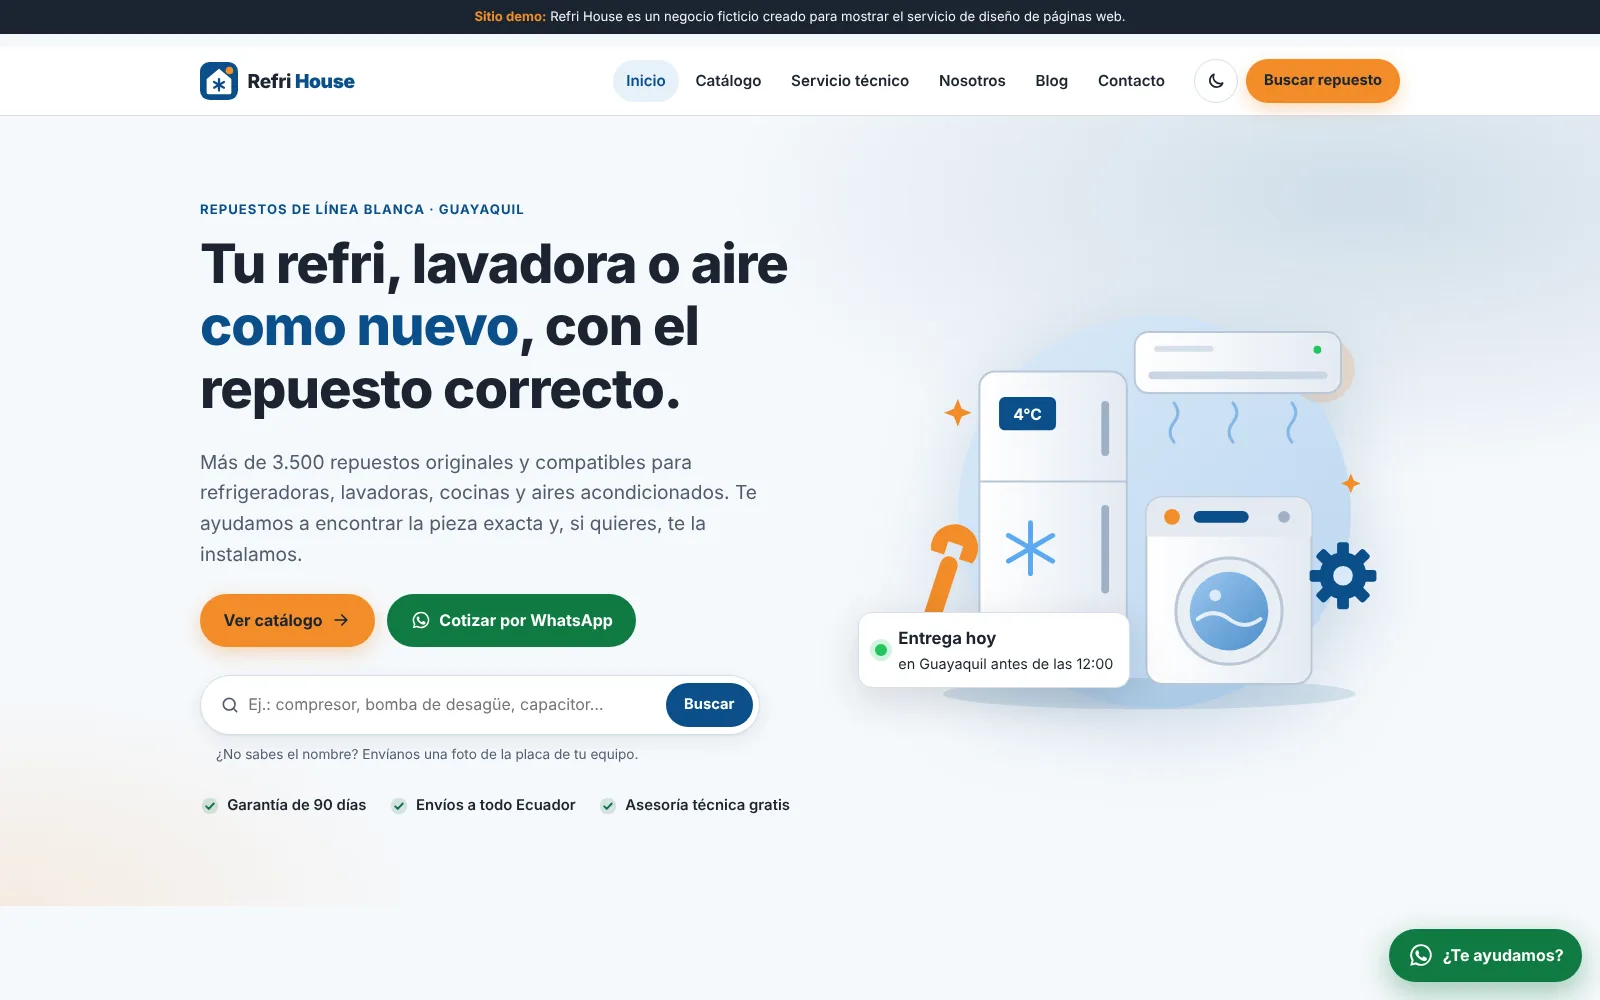 Sitio demo: Refri House es un negocio ficticio creado para mostrar el servicio de diseño de páginas web.
Refri House
Inicio
Catálogo
Servicio técnico
Nosotros
Blog
Contacto
Buscar repuesto
REPUESTOS DE LÍNEA BLANCA · GUAYAQUIL
Tu refri, lavadora o aire
como nuevo, con el
repuesto correcto.
Más de 3.500 repuestos originales y compatibles para
refrigeradoras, lavadoras, cocinas y aires acondicionados. Te
ayudamos a encontrar la pieza exacta y, si quieres, te la
instalamos.
Ver catálogo →
Cotizar por WhatsApp
Ej.: compresor, bomba de desagüe, capacitor...
Buscar
¿No sabes el nombre? Envíanos una foto de la placa de tu equipo.
Garantía de 90 días
Envíos a todo Ecuador
Asesoría técnica gratis
4°C
Entrega hoy
en Guayaquil antes de las 12:00
¿Te ayudamos?